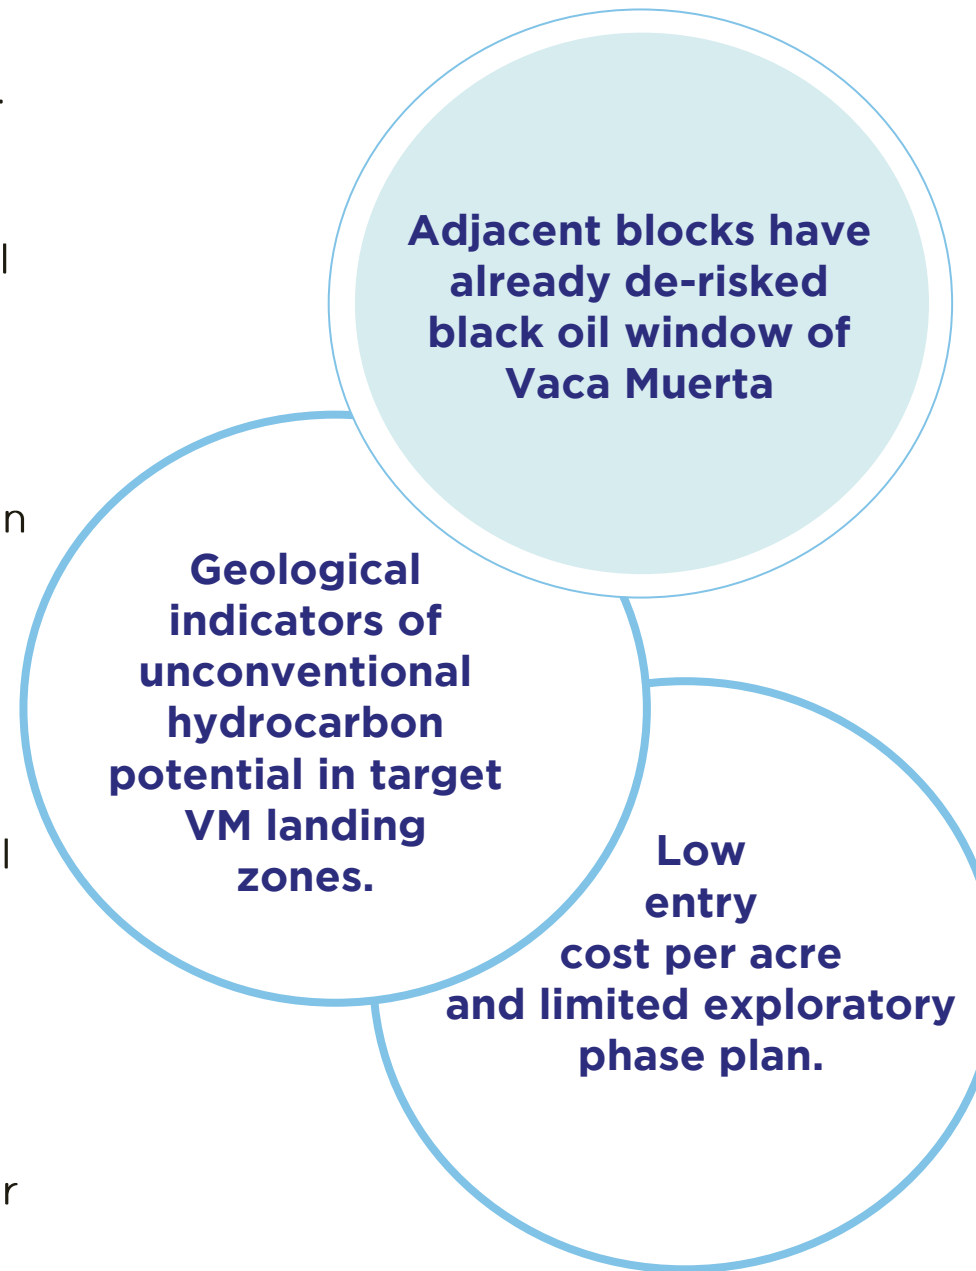 Adjacent blocks have
already de-risked
black oil window of
Vaca Muerta
l
n
Geological
indicators of
unconventional
hydrocarbon
potential in target
VM landing
zones.
l
Low
entry
cost per acre
and limited exploratory
phase plan.
r